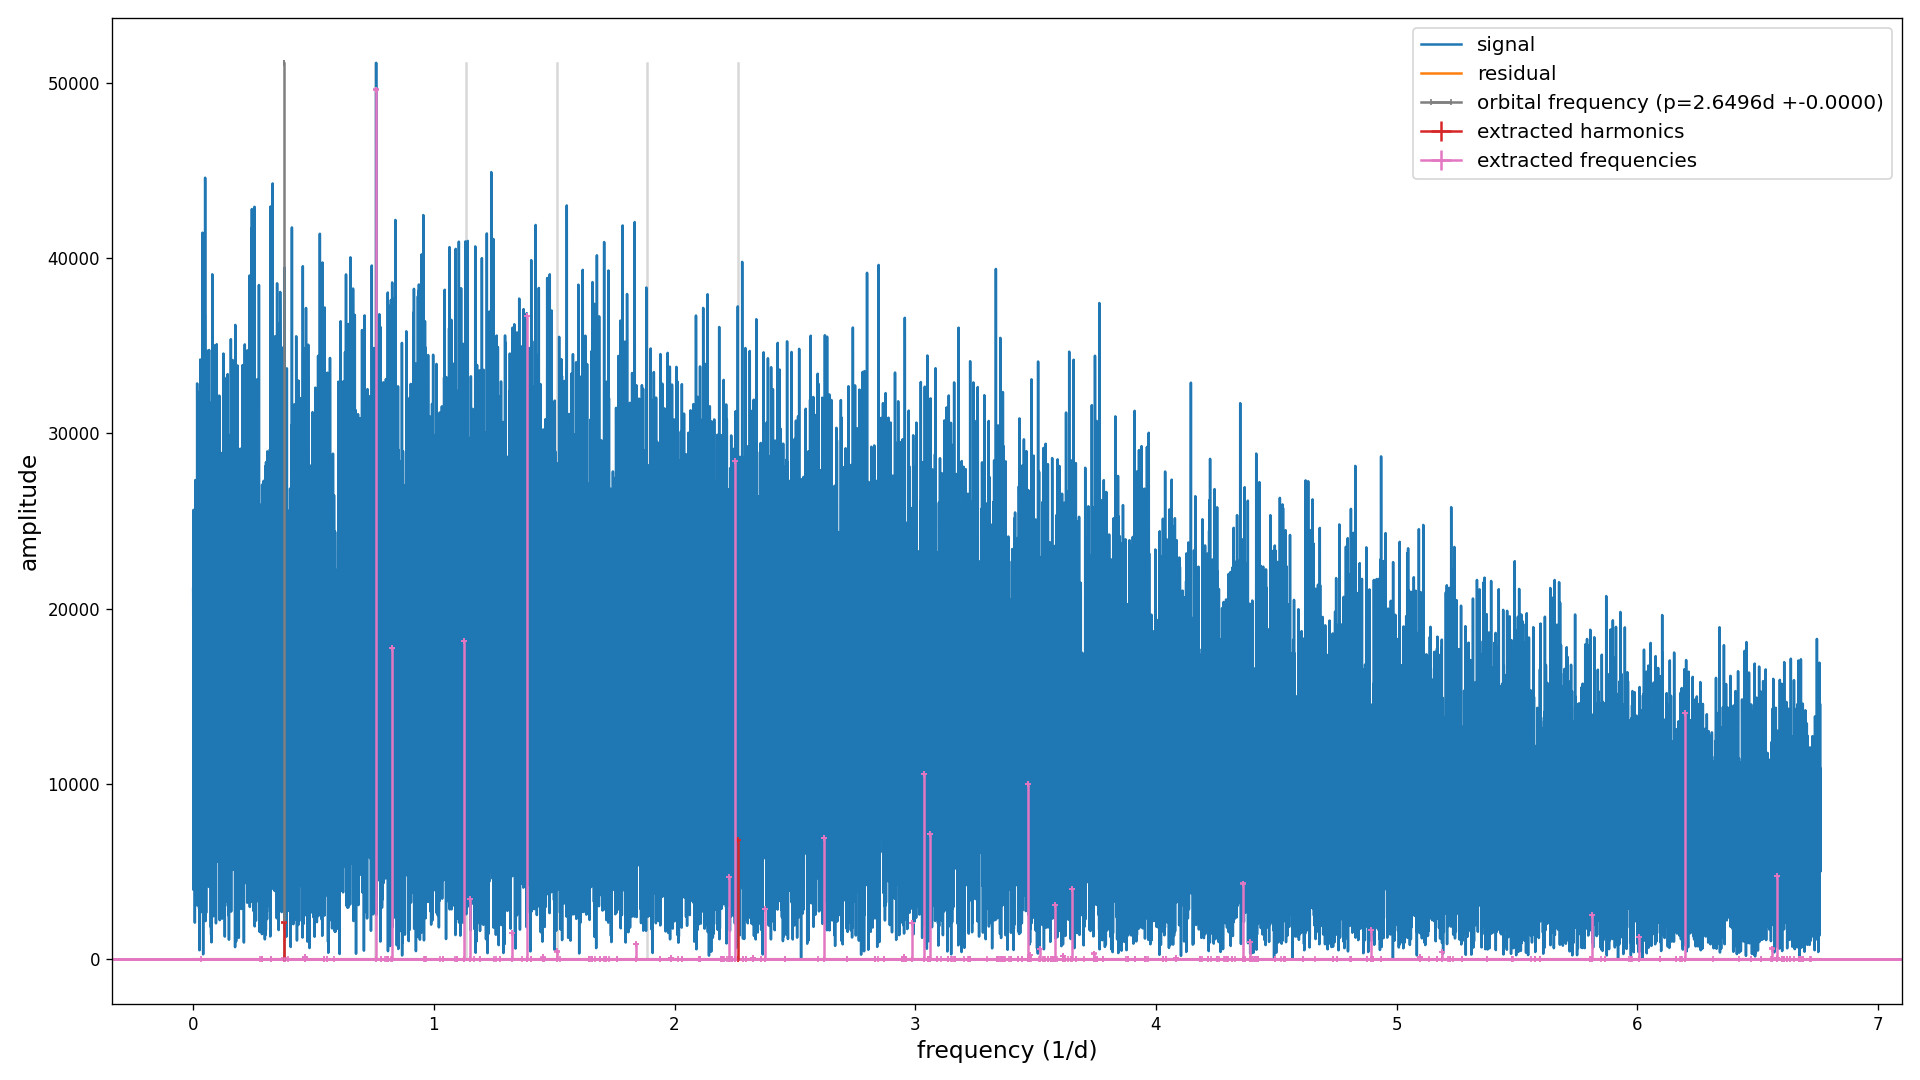 signal
residual
orbital frequency (p=2.6496d +-0.0000)
extracted harmonics
extracted frequencies
50000
40000
30000
20000
10000
0
amplitude
0 1 2 3 4 5 6 7
frequency (1/d)